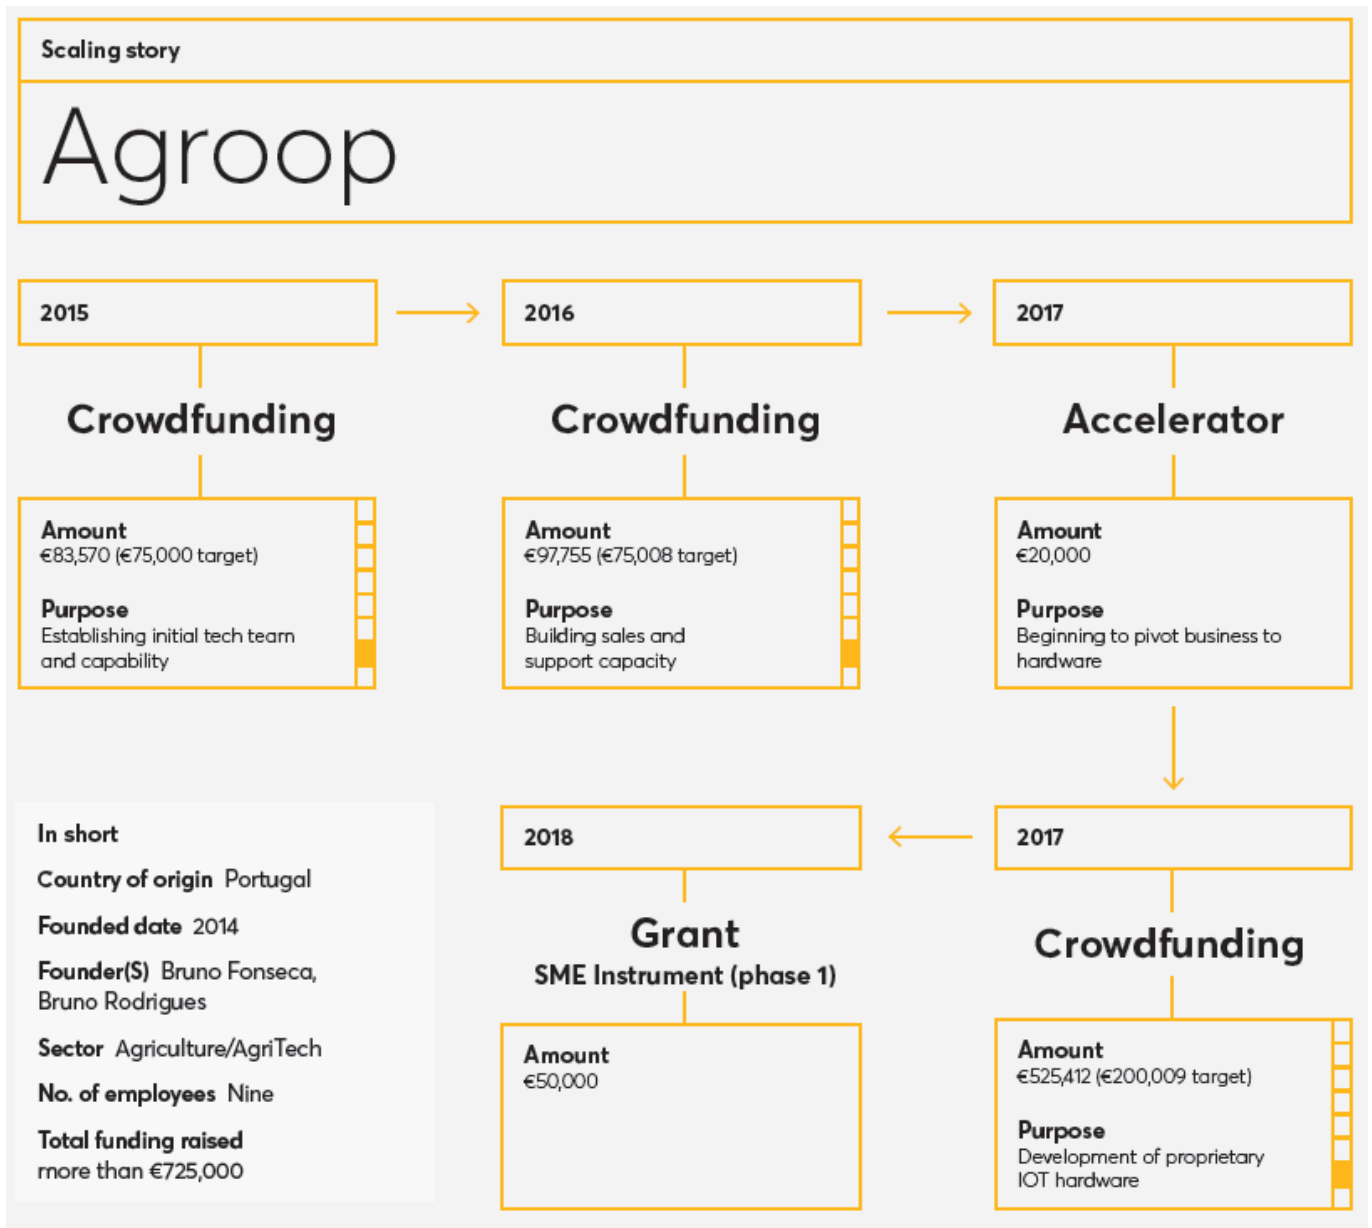 Scaling story
Agroop
2015
Crowdfunding
Amount
€83,570 (€75,000 target)
Purpose
Establishing initial tech team
and capability
2016
Crowdfunding
Amount
€97,755 (€75,008 target)
Purpose
Building sales and
support capacity
2017
Accelerator
Amount
€20,000
Purpose
Beginning to pivot business to
hardware
2017
Crowdfunding
Amount
€525,412 (€200,009 target)
Purpose
Development of proprietary
IOT hardware
2018
Grant
SME Instrument (phase 1)
Amount
€50,000
In short
Country of origin Portugal
Founded date 2014
Founder(S) Bruno Fonseca,
Bruno Rodrigues
Sector Agriculture/AgriTech
No. of employees Nine
Total funding raised
more than €725,000